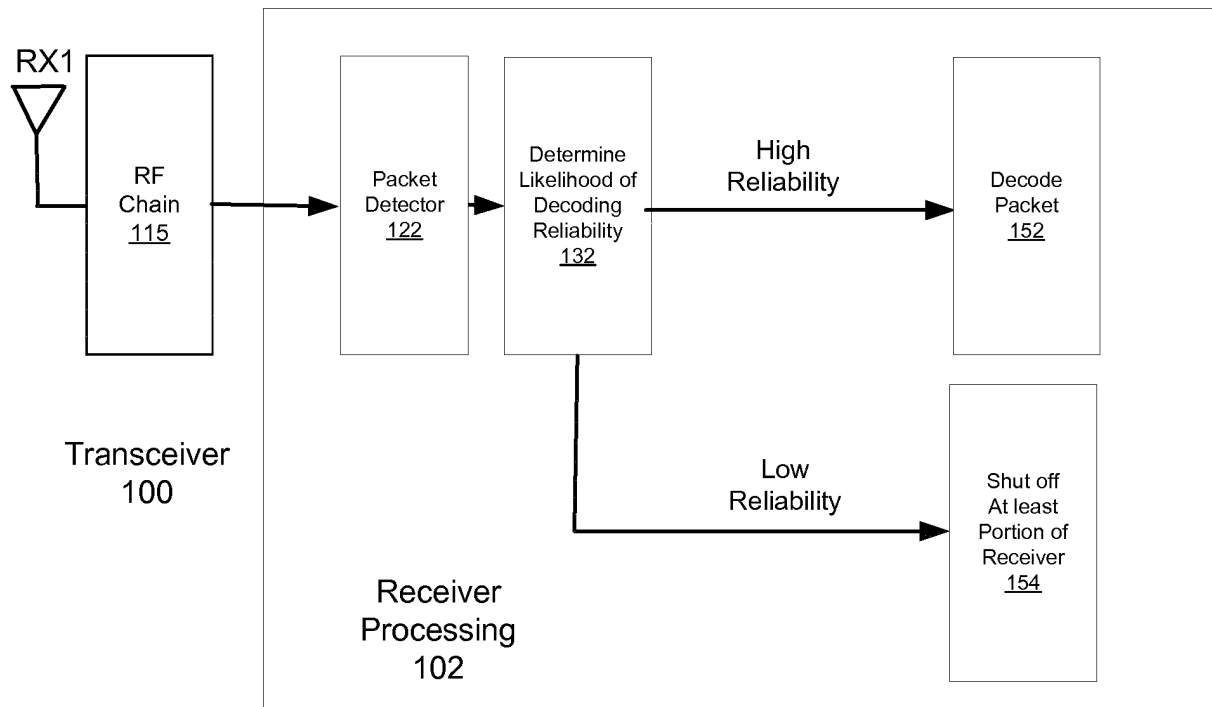 RX1
RF
Chain
115
Packet
Detector
122
Determine
Likelihood of
Decoding
Reliability
132
High
Reliability
Decode
Packet
152
Transceiver
100
Low
Reliability
Shut off
At least
Portion of
Receiver
154
Receiver
Processing
102